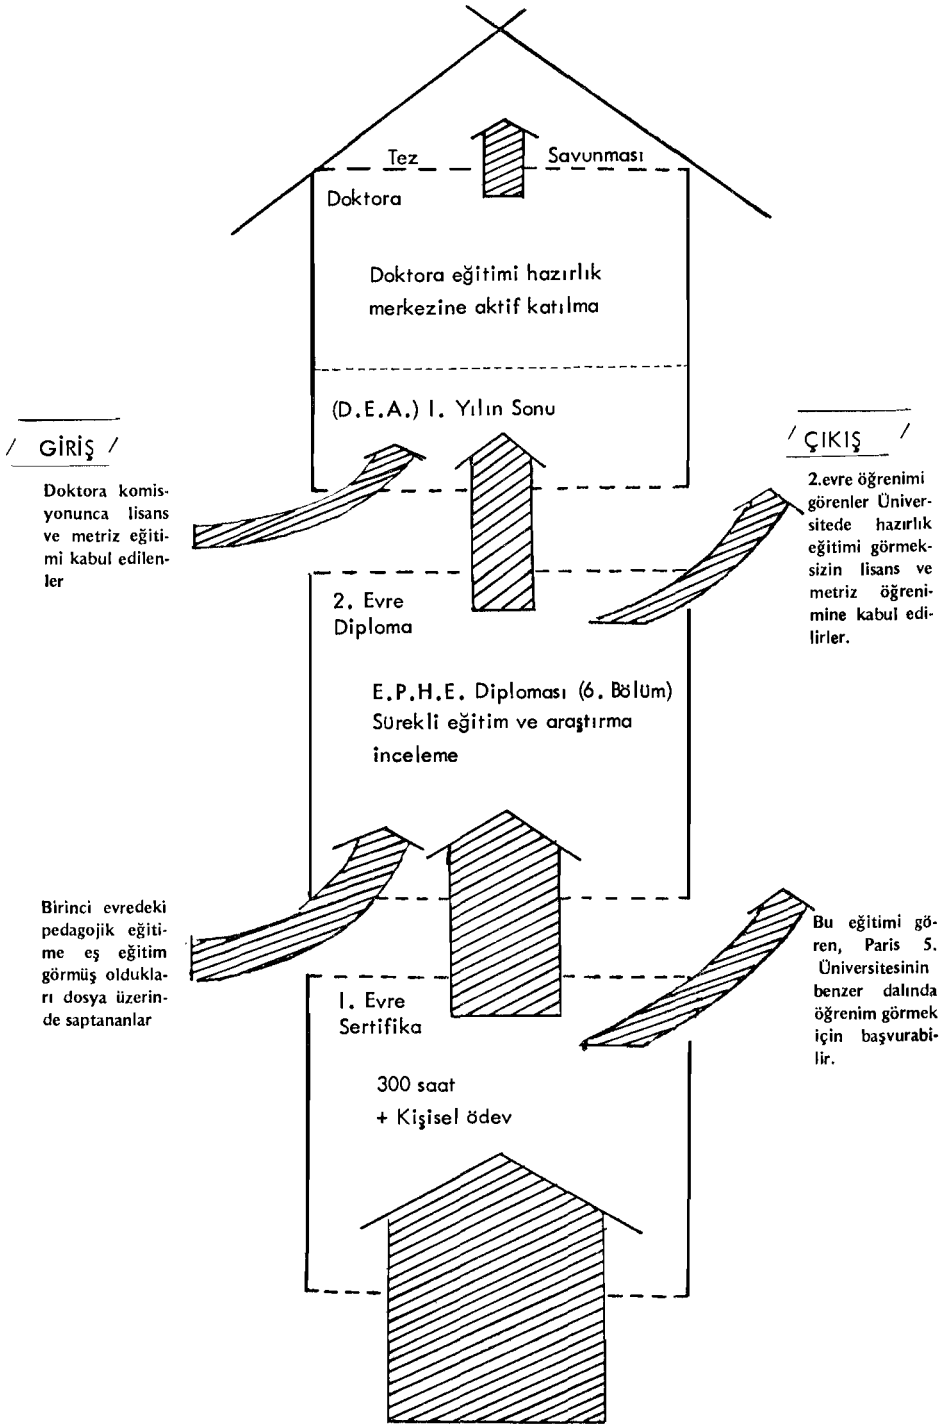 Tez Savunması
Doktora
Doktora eğitimi hazırlık
merkezine aktif katılma
(D.E.A.) I. Yılın Sonu
/ GİRİŞ /
Doktora komis-
yonunca lisans
ve metriz eğiti-
mi kabul edilen-
ler
/ ÇIKIŞ /
2.evre öğrenimi
görenler Üniver-
sitede hazırlık
eğitimi görmek-
sizin lisans ve
metriz öğreni-
mine kabul edi-
lirler.
2. Evre
Diploma
E.P.H.E. Diploması (6. Bölüm)
Sürekli eğitim ve araştırma
inceleme
Birinci evredeki
pedagojik eğiti-
me eş eğitim
görmüş oldukla-
rı dosya üzerin-
de saptananlar
Bu eğitimi gö-
ren, Paris 5.
Üniversitesinin
benzer dalında
öğrenim görmek
için başvurabi-
lir.
I. Evre
Sertifika
300 saat
+ Kişisel ödev